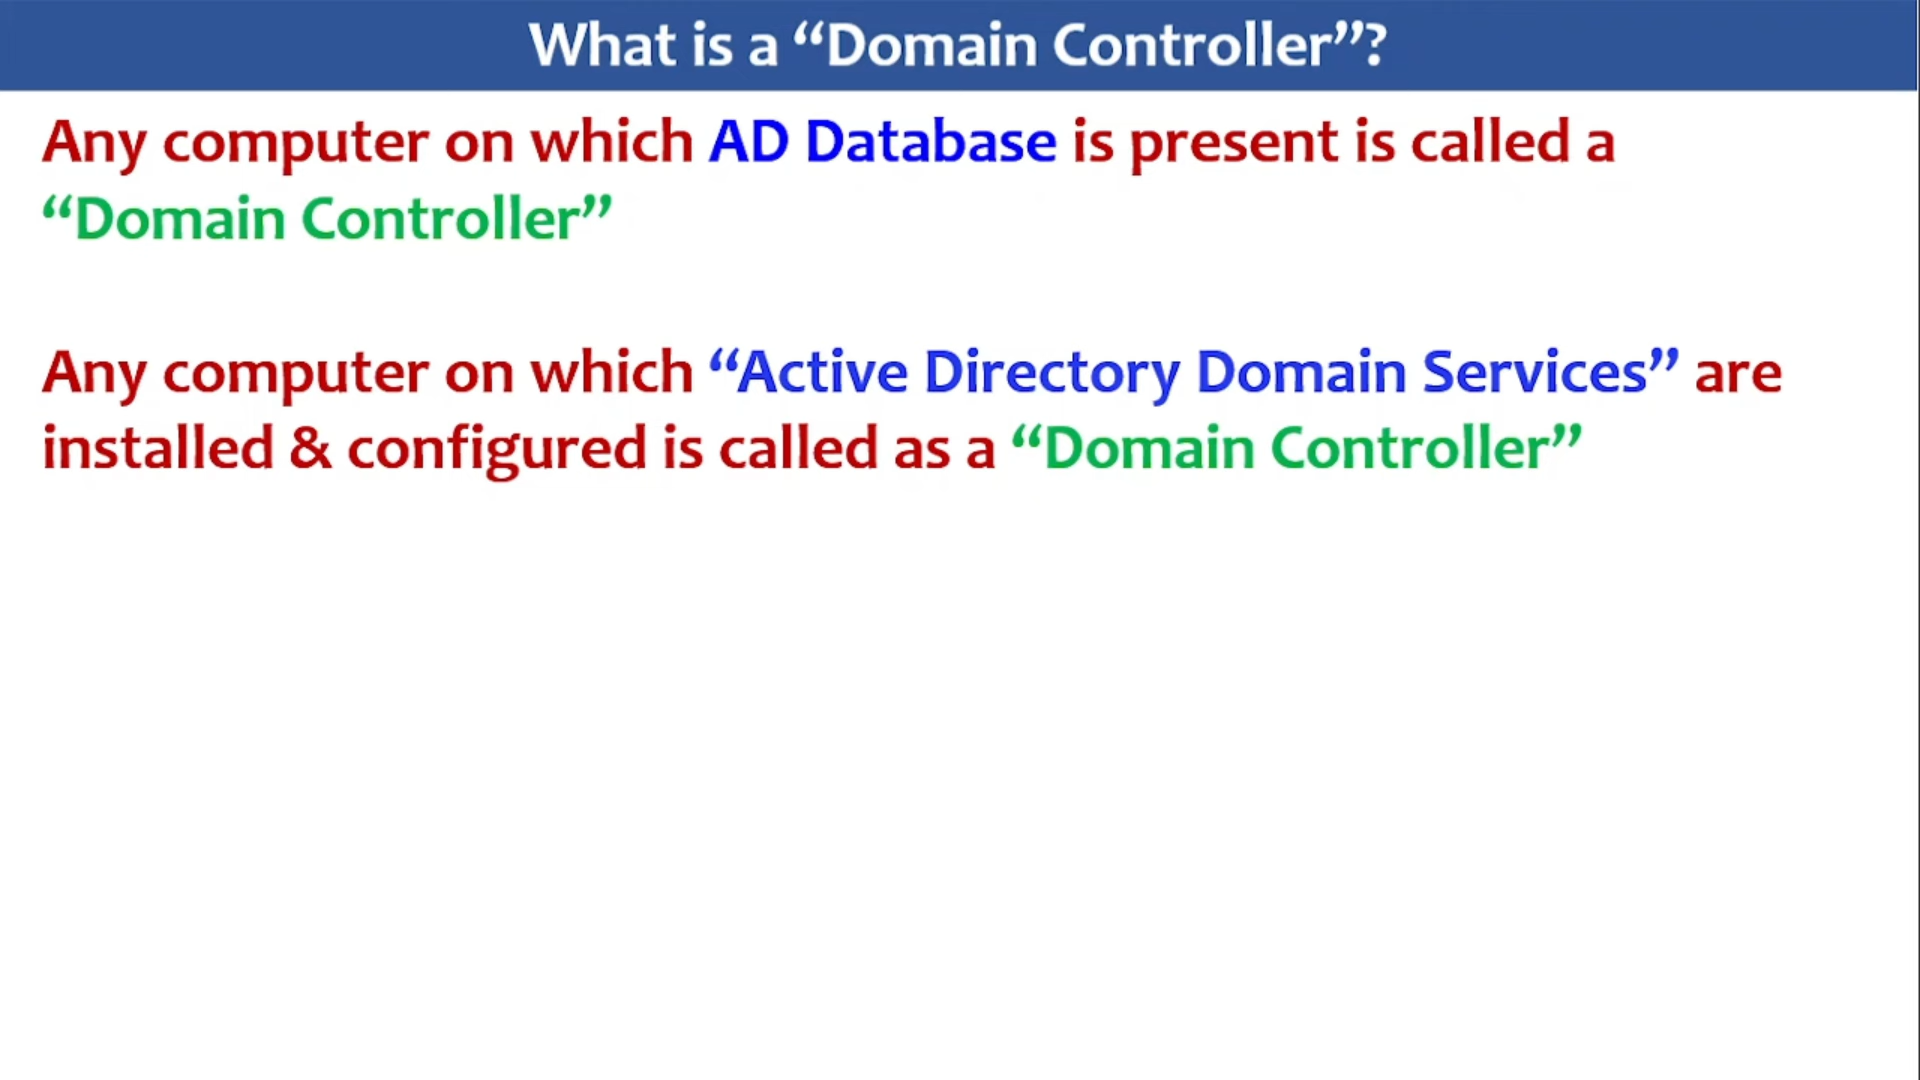 What is a “Domain Controller”?
Any computer on which AD Database is present is called a
“Domain Controller”
Any computer on which “Active Directory Domain Services” are
installed & configured is called as a “Domain Controller”